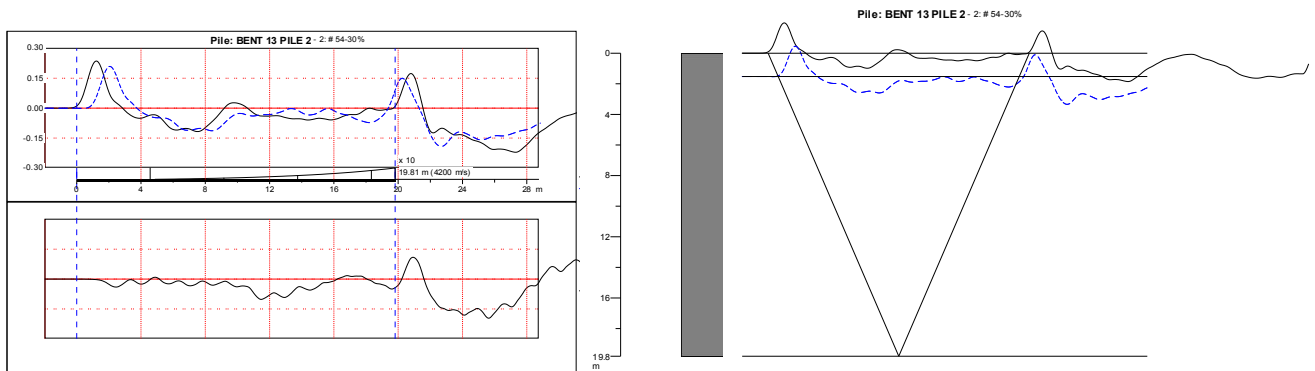 Pile: BENT 13 PILE 2 - 2: # 54-30%
0.30
0.15
0.00
-0.15
-0.30
x 10
19.81 m (4200 m/s)
0 4 8 12 16 20 24 28 m
Pile: BENT 13 PILE 2 - 2: # 54-30%
0
4
8
12
16
19.8
m